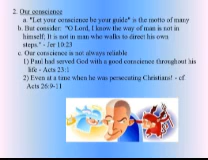 2. Our conscience
a. "Let your conscience be your guide" is the motto of many
b. But consider: "O Lord, I know the way of man is not in
himself; It is not in man who walks to direct his own
steps." - Jer 10:23
c. Our conscience is not always reliable
1) Paul had served God with a good conscience throughout his
life - Acts 23:1
2) Even at a time when he was persecuting Christians! - cf
Acts 26:9-11